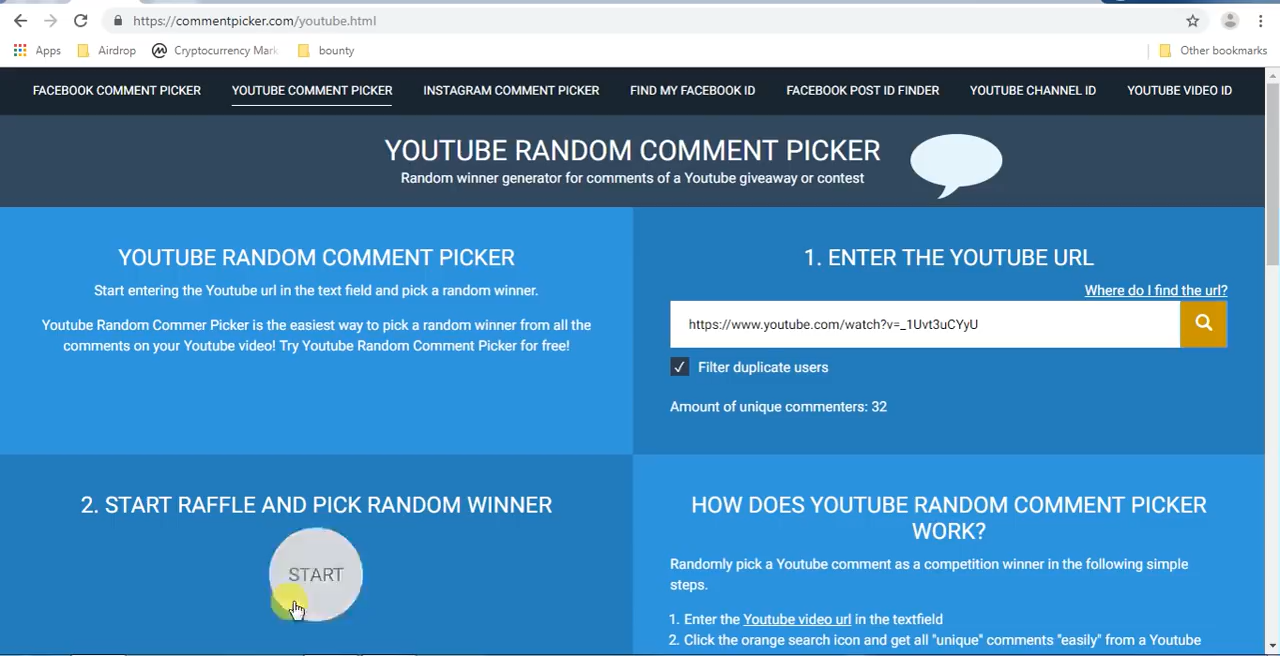 https://commentpicker.com/youtube.html
Apps Airdrop Cryptocurrency Mark bounty Other bookmarks
FACEBOOK COMMENT PICKER YOUTUBE COMMENT PICKER INSTAGRAM COMMENT PICKER FIND MY FACEBOOK ID FACEBOOK POST ID FINDER YOUTUBE CHANNEL ID YOUTUBE VIDEO ID
YOUTUBE RANDOM COMMENT PICKER
Random winner generator for comments of a Youtube giveaway or contest
YOUTUBE RANDOM COMMENT PICKER
Start entering the Youtube url in the text field and pick a random winner.
Youtube Random Commer Picker is the easiest way to pick a random winner from all the
comments on your Youtube video! Try Youtube Random Comment Picker for free!
1. ENTER THE YOUTUBE URL
Where do I find the url?
https://www.youtube.com/watch?v=_1Uvt3uCYyU
Filter duplicate users
Amount of unique commenters: 32
2. START RAFFLE AND PICK RANDOM WINNER
START
HOW DOES YOUTUBE RANDOM COMMENT PICKER
WORK?
Randomly pick a Youtube comment as a competition winner in the following simple
steps.
1. Enter the Youtube video url in the textfield
2. Click the orange search icon and get all "unique" comments "easily" from a Youtube